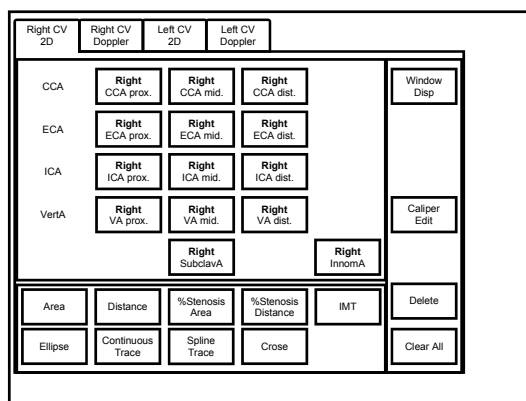 Right CV Right CV Left CV Left CV
2D Doppler 2D Doppler
CCA Right Right Right Window
CCA prox. CCA mid. CCA dist. Disp
ECA Right Right Right
ECA prox. ECA mid. ECA dist.
ICA Right Right Right
ICA prox. ICA mid. ICA dist.
VertA Right Right Right Caliper
VA prox. VA mid. VA dist. Edit
Right Right
SubclavA InnomA
Area Distance %Stenosis %Stenosis IMT Delete
Area Distance
Ellipse Continuous Spline Crose Clear All
Trace Trace